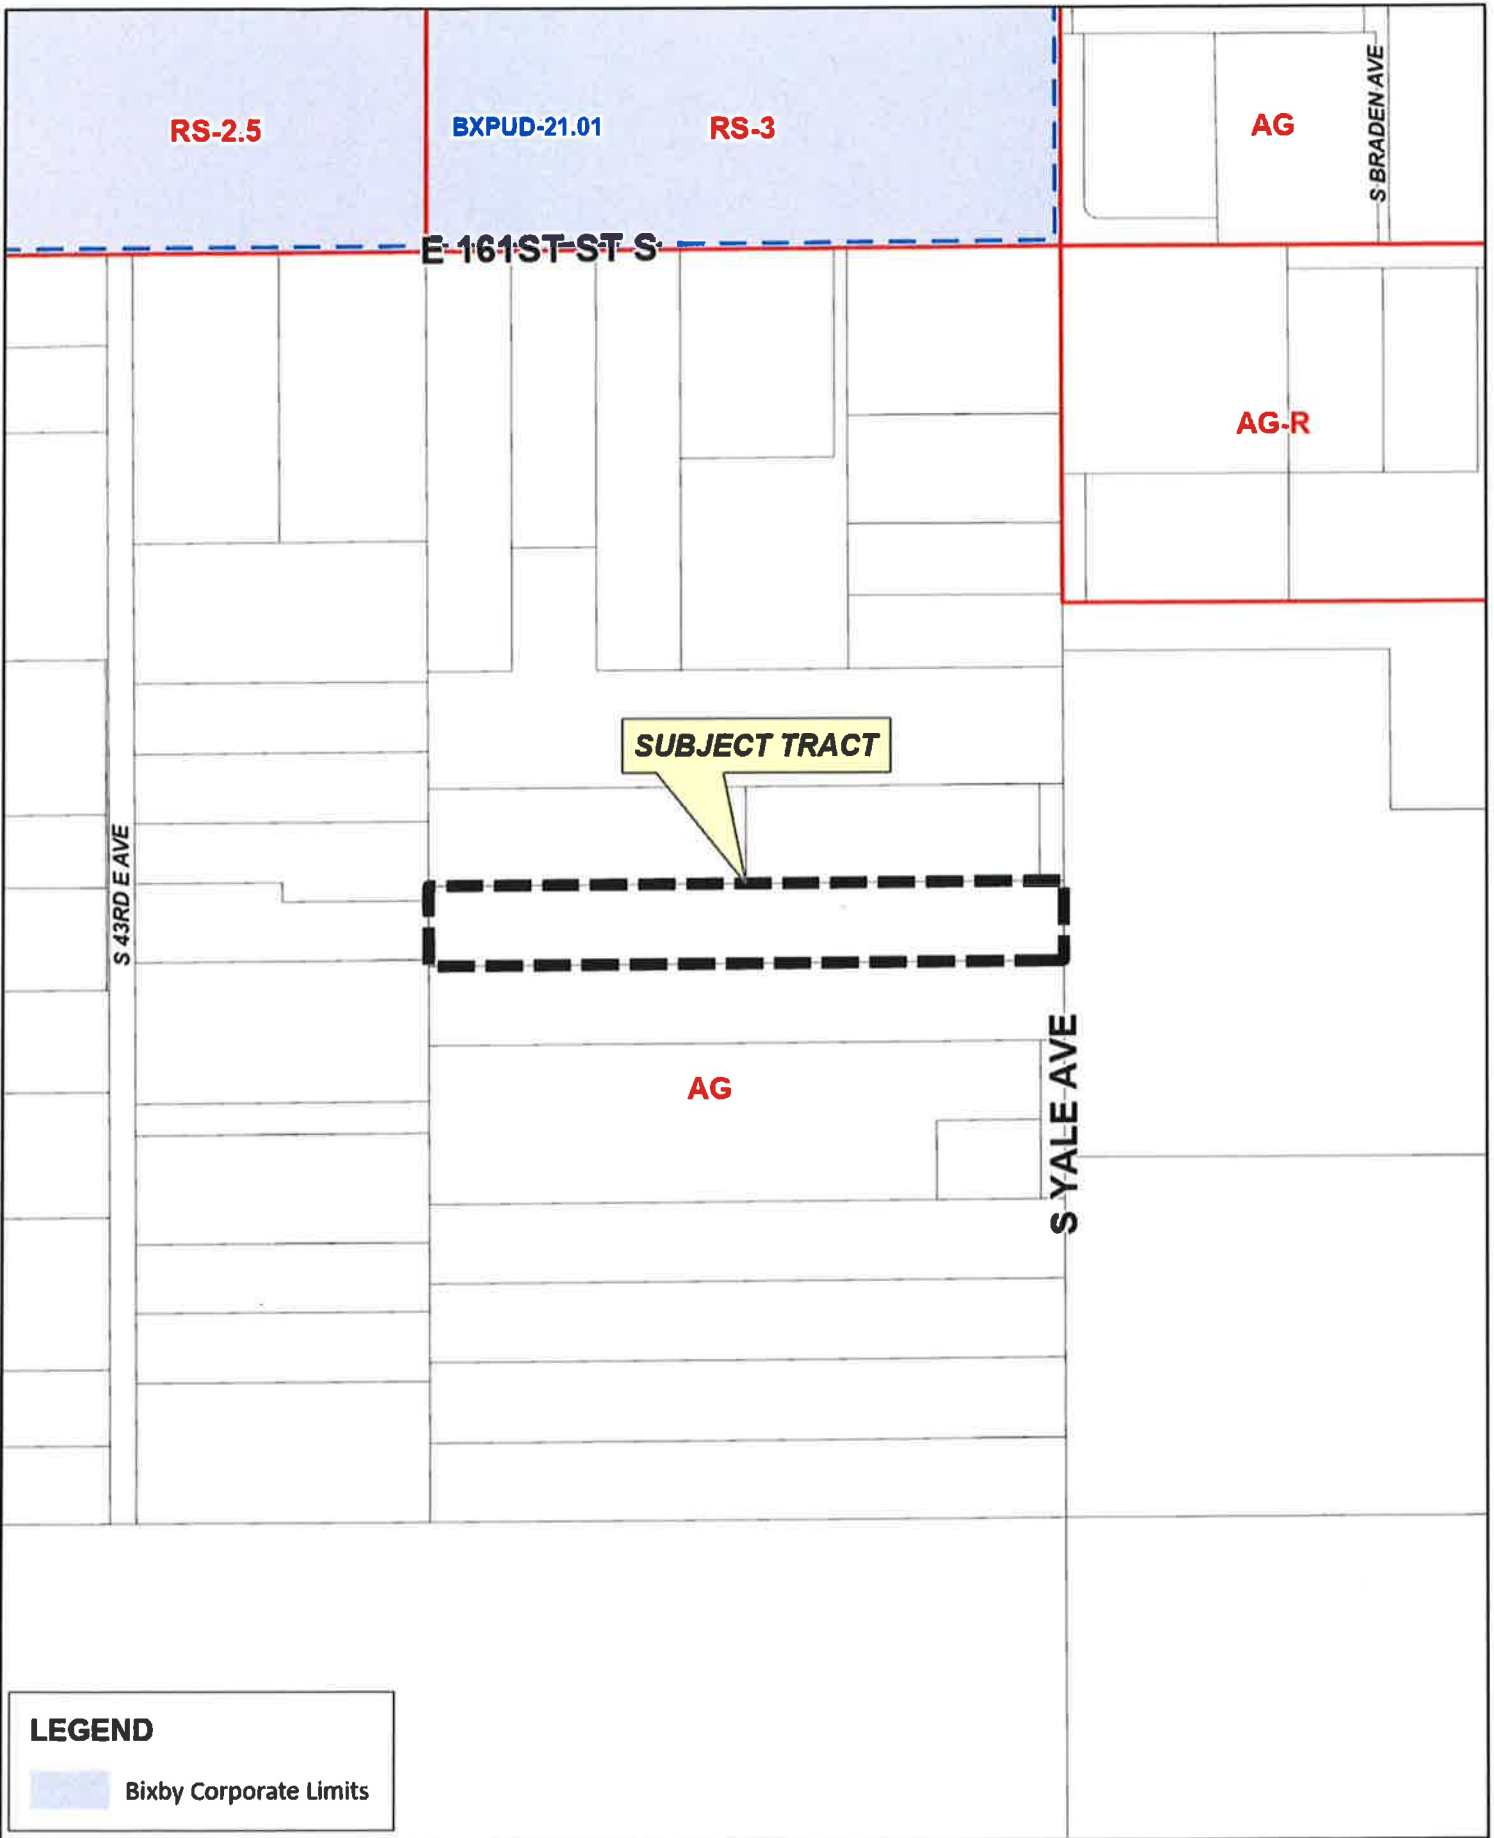 RS-2.5
BXPUD-21.01
RS-3
AG
S BRADEN AVE
E 161ST ST S
AG-R
SUBJECT TRACT
S 43RD E AVE
AG
S YALE AVE
LEGEND
Bixby Corporate Limits